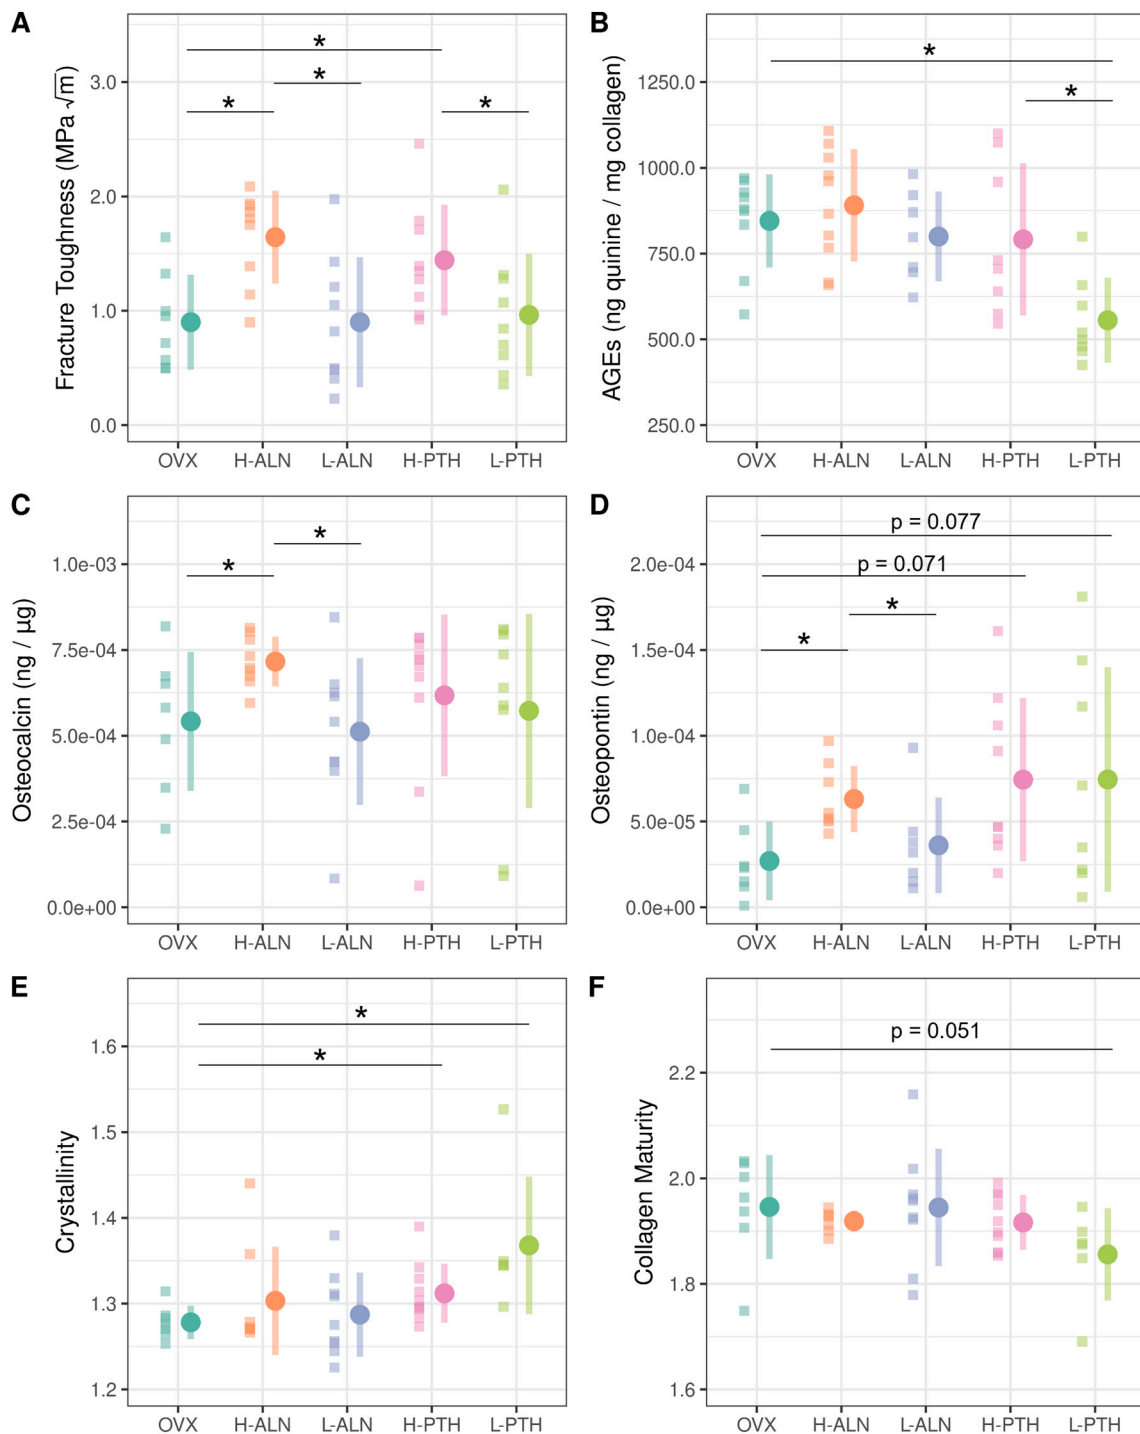 A
Fracture Toughness (MPa √m)
3.0
2.0
1.0
0.0
*
*
*
*
OVX H-ALN L-ALN H-PTH L-PTH
B
AGEs (ng quinine / mg collagen)
1250.0
1000.0
750.0
500.0
250.0
*
*
OVX H-ALN L-ALN H-PTH L-PTH
C
Osteocalcin (ng / µg)
1.0e-03
7.5e-04
5.0e-04
2.5e-04
0.0e+00
*
*
OVX H-ALN L-ALN H-PTH L-PTH
D
Osteopontin (ng / µg)
2.0e-04
1.5e-04
1.0e-04
5.0e-05
0.0e+00
p = 0.077
p = 0.071
*
*
OVX H-ALN L-ALN H-PTH L-PTH
E
Crystallinity
1.6
1.5
1.4
1.3
1.2
*
*
OVX H-ALN L-ALN H-PTH L-PTH
F
Collagen Maturity
2.2
2.0
1.8
1.6
p = 0.051
OVX H-ALN L-ALN H-PTH L-PTH